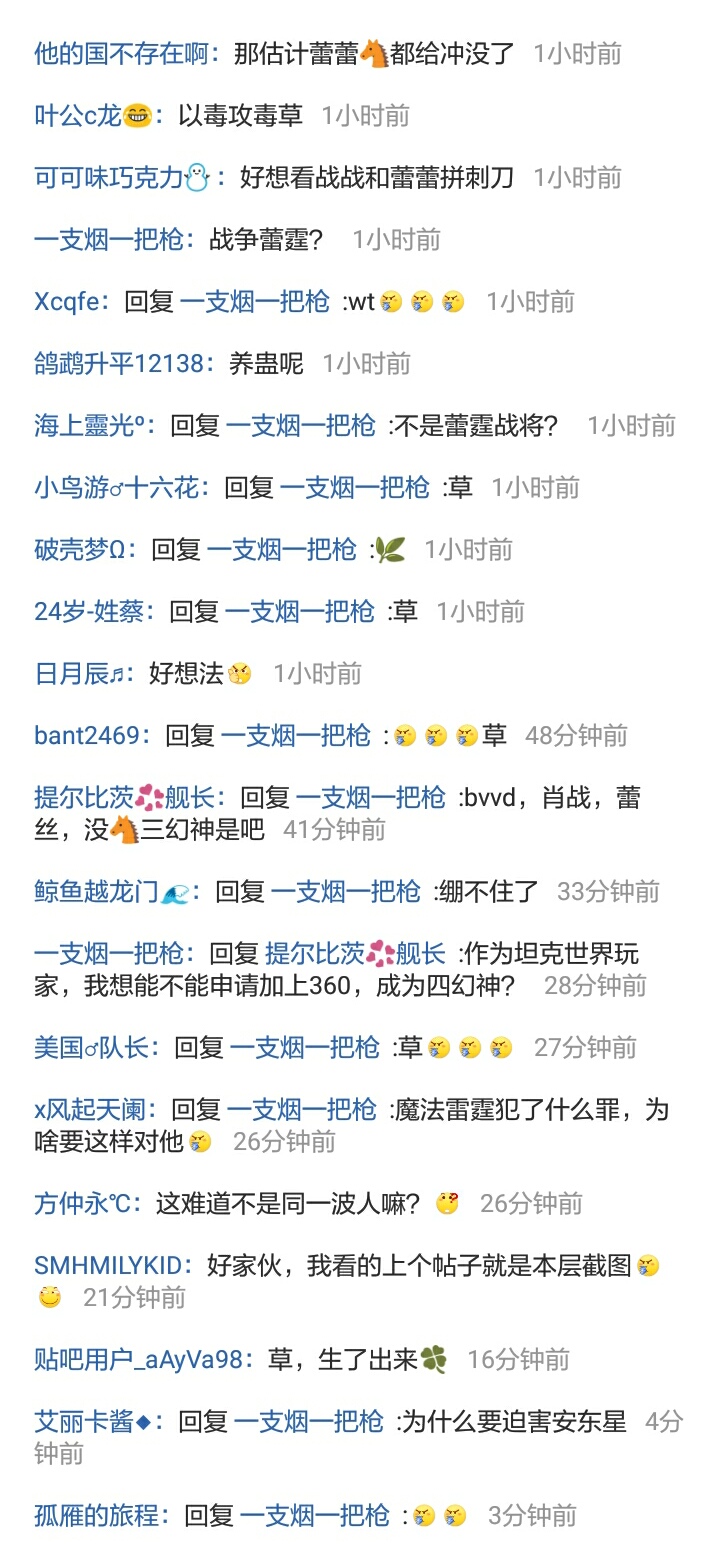 他的国不存在啊：那估计蕾蕾🐴都给冲没了 1小时前
叶公c龙😂：以毒攻毒草 1小时前
可可味巧克力⛄：好想看战战和蕾蕾拼刺刀 1小时前
一支烟一把枪：战争蕾霆？ 1小时前
Xcqfe：回复 一支烟一把枪 :wt 1小时前
鸽鹉升平12138：养蛊呢 1小时前
海上靈光º：回复 一支烟一把枪 :不是蕾霆战将？ 1小时前
小鸟游♂十六花：回复 一支烟一把枪 :草 1小时前
破壳梦Ω：回复 一支烟一把枪 :🌿 1小时前
24岁-姓蔡：回复 一支烟一把枪 :草 1小时前
日月辰♬：好想法 1小时前
bant2469：回复 一支烟一把枪 :草 48分钟前
提尔比茨💞舰长：回复 一支烟一把枪 :bvvd，肖战，蕾
丝，没🐴三幻神是吧 41分钟前
鲸鱼越龙门🌊：回复 一支烟一把枪 :绷不住了 33分钟前
一支烟一把枪：回复 提尔比茨💞舰长 :作为坦克世界玩
家，我想能不能申请加上360，成为四幻神？ 28分钟前
美国♂队长：回复 一支烟一把枪 :草 27分钟前
x风起天阑：回复 一支烟一把枪 :魔法雷霆犯了什么罪，为
啥要这样对他 26分钟前
方仲永℃：这难道不是同一波人嘛？ 26分钟前
SMHMILYKID：好家伙，我看的上个帖子就是本层截图
21分钟前
贴吧用户_aAyVa98：草，生了出来🍀 16分钟前
艾丽卡酱◆：回复 一支烟一把枪 :为什么要迫害安东星 4分
钟前
孤雁的旅程：回复 一支烟一把枪 : 3分钟前